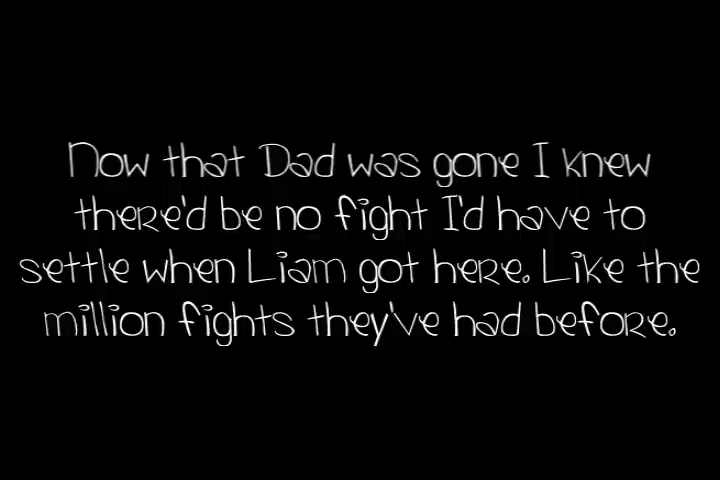 Now that Dad was gone I knew
there'd be no fight I'd have to
settle when Liam got here. Like the
million fights they've had before.